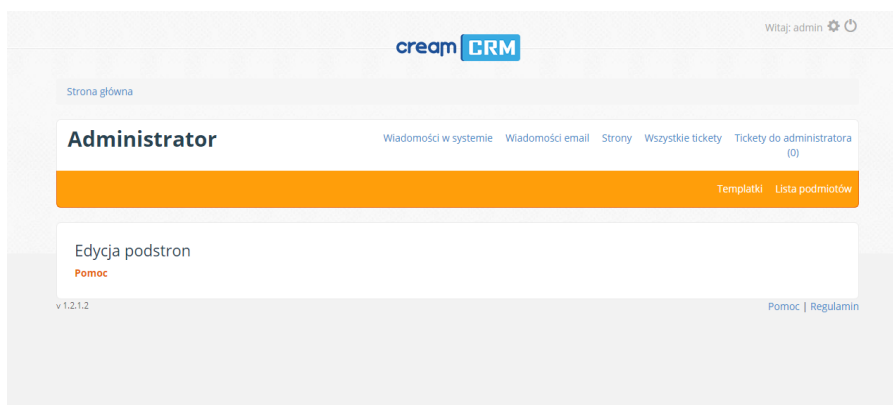 Witaj: admin
cream CRM
Strona główna
Administrator
Wiadomości w systemie Wiadomości email Strony Wszystkie tickety Tickety do administratora
(0)
Templatki Lista podmiotów
Edycja podstron
Pomoc
v 1.2.1.2
Pomoc | Regulamin